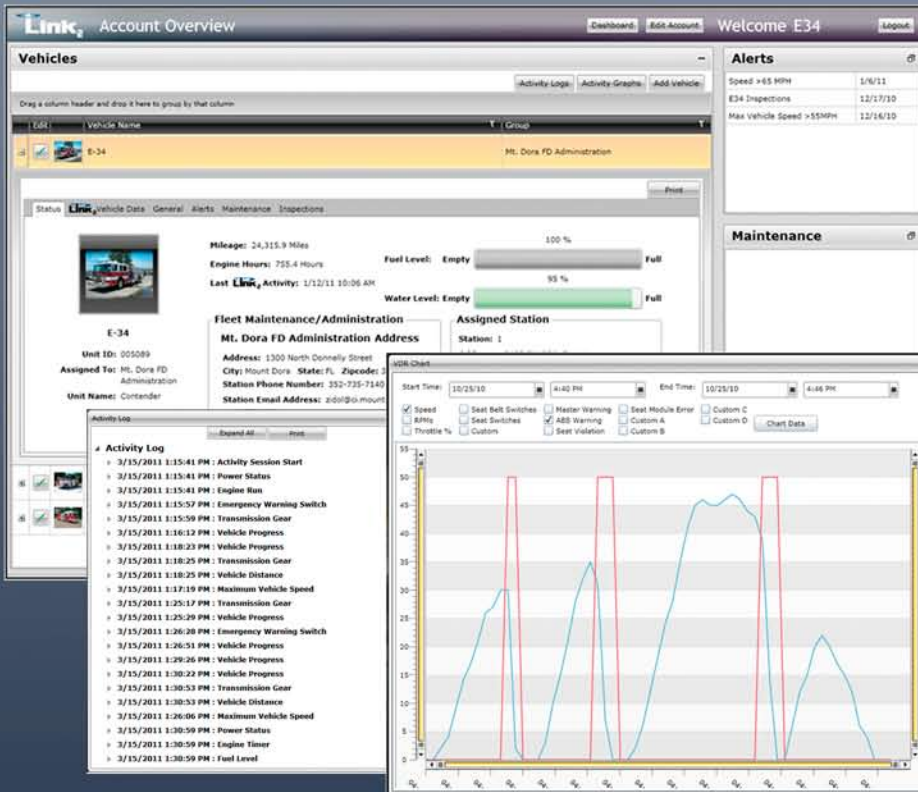 Link2 Account Overview
Dashboard Edit Account Welcome E34 Logout
Vehicles
Activity Logs Activity Graphs Add Vehicle
Drag a column header and drop it here to group by that column
Edit Vehicle Name Group
E-34 Mt. Dora FD Administration
Print
Status Link2 Vehicle Data General Alerts Maintenance Inspections
Mileage: 24,315.9 Miles
Engine Hours: 755.4 Hours
Last Link2 Activity: 1/12/11 10:06 AM
100 %
Fuel Level: Empty Full
95 %
Water Level: Empty Full
E-34
Unit ID: 005089
Assigned To: Mt. Dora FD
Administration
Unit Name: Contender
Fleet Maintenance/Administration
Mt. Dora FD Administration Address
Address: 1300 North Donnelly Street
City: Mount Dora State: FL Zipcode: 3
Station Phone Number: 352-735-7140
Station Email Address: zidol@ci.mount
Assigned Station
Station: 1
Alerts
Speed >65 MPH 1/6/11
E34 Inspections 12/17/10
Max Vehicle Speed >55MPH 12/16/10
Maintenance
Activity Log
Expand All Print
Activity Log
3/15/2011 1:15:41 PM : Activity Session Start
3/15/2011 1:15:41 PM : Power Status
3/15/2011 1:15:41 PM : Engine Run
3/15/2011 1:15:57 PM : Emergency Warning Switch
3/15/2011 1:15:59 PM : Transmission Gear
3/15/2011 1:16:12 PM : Vehicle Progress
3/15/2011 1:18:23 PM : Vehicle Progress
3/15/2011 1:18:25 PM : Transmission Gear
3/15/2011 1:18:25 PM : Vehicle Distance
3/15/2011 1:17:19 PM : Maximum Vehicle Speed
3/15/2011 1:25:17 PM : Transmission Gear
3/15/2011 1:25:29 PM : Vehicle Progress
3/15/2011 1:26:28 PM : Emergency Warning Switch
3/15/2011 1:26:51 PM : Vehicle Progress
3/15/2011 1:29:26 PM : Vehicle Progress
3/15/2011 1:30:22 PM : Vehicle Progress
3/15/2011 1:30:53 PM : Transmission Gear
3/15/2011 1:30:53 PM : Vehicle Distance
3/15/2011 1:26:06 PM : Maximum Vehicle Speed
3/15/2011 1:30:59 PM : Power Status
3/15/2011 1:30:59 PM : Engine Timer
3/15/2011 1:30:59 PM : Fuel Level
VDR Chart
Start Time: 10/25/10 4:40 PM End Time: 10/25/10 4:46 PM
Speed Seat Belt Switches Master Warning Seat Module Error Custom C
RPMs Seat Switches ABS Warning Custom A Custom D
Throttle % Custom Seat Violation Custom B
Chart Data
55
50
45
40
35
30
25
20
15
10
5
0
04: 04: 04: 04: 04: 04: 04: 04: 04: 04: 04: 04: